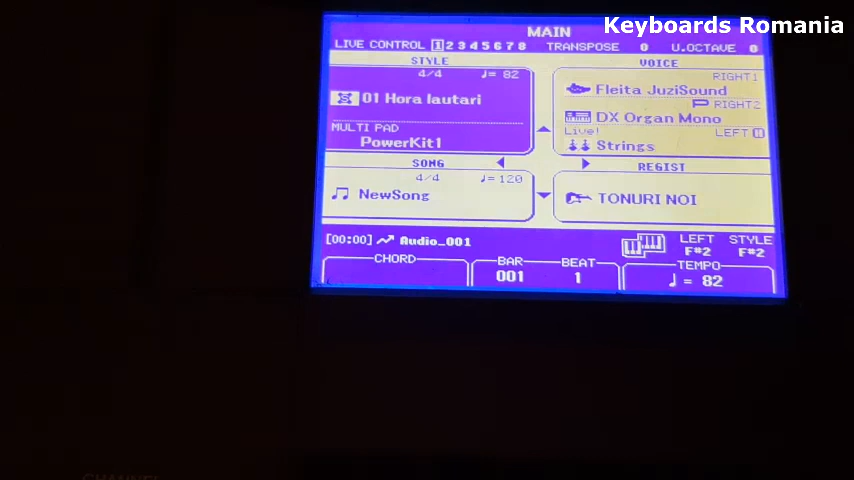 Keyboards Romania
MAIN
LIVE CONTROL 1 2 3 4 5 6 7 8 TRANSPOSE 0 U.OCTAVE 0
STYLE
4/4 ♩= 82
01 Hora lautari
MULTI PAD
PowerKit1
VOICE
RIGHT1
Fleita JuziSound
RIGHT2
DX Organ Mono
Live! LEFT H
Strings
SONG
4/4 ♩=120
NewSong
REGIST
TONURI NOI
[00:00] Audio_001
LEFT STYLE
F#2 F#2
CHORD
BAR BEAT
001 1
TEMPO
♩= 82